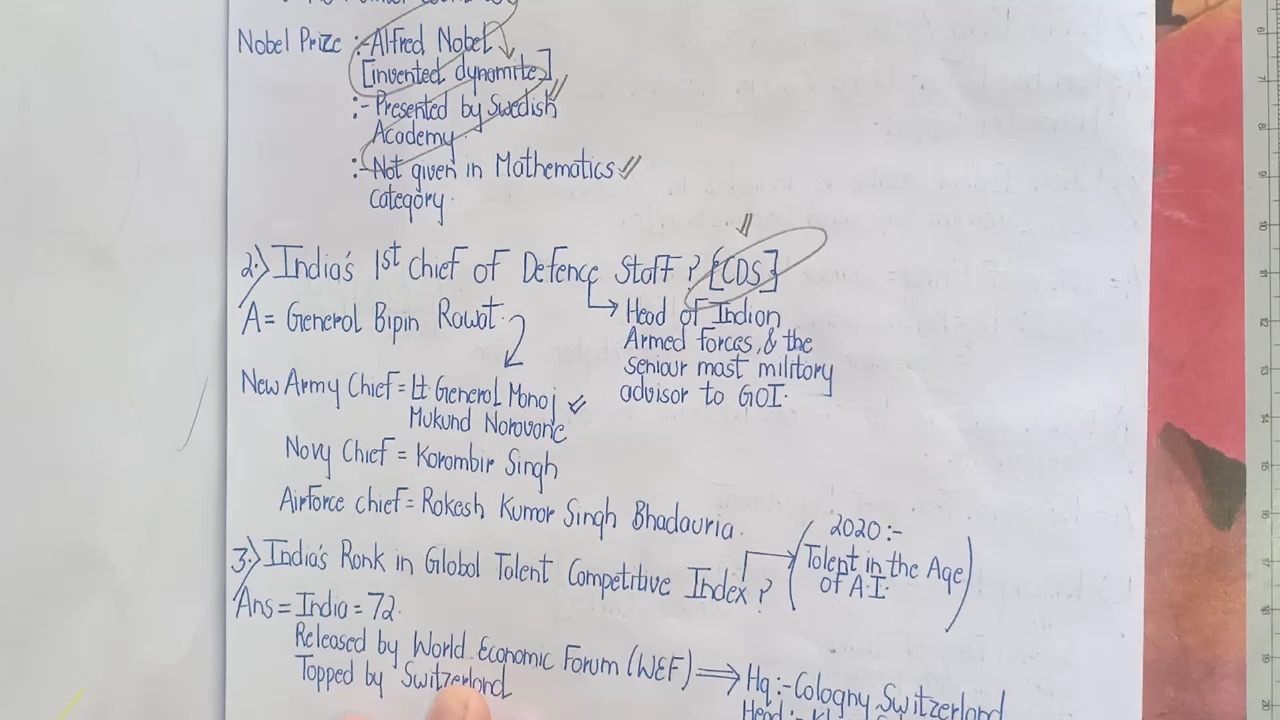 Nobel Prize :- Alfred Nobel
[invented dynamite]
:- Presented by Swedish
Academy.
:- Not given in Mathematics
category.
2.) India's 1st chief of Defence Staff? [CDS]
A = General Bipin Rawat.
Head of Indian
Armed forces, & the
seniour most military
advisor to GOI.
New Army Chief = Lt. General Manoj
Mukund Naravane
Navy Chief = Karambir Singh
Airforce chief = Rakesh Kumar Singh Bhadauria.
3.) India's Rank in Global Talent Competitive Index?
2020 :-
Talent in the Age
of A.I.
Ans = India = 72.
Released by World Economic Forum (WEF) ⇒ Hq :- Cologny Switzerland
Topped by Switzerland
Head :-